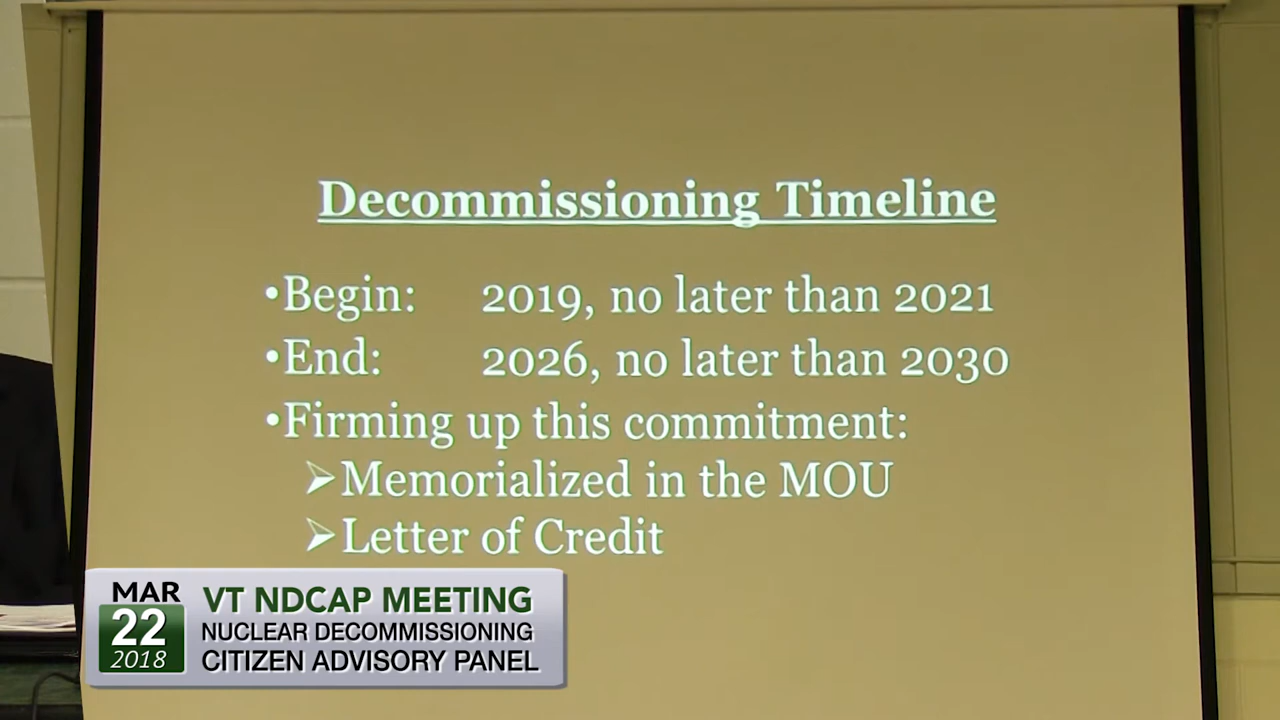 Decommissioning Timeline
•Begin: 2019, no later than 2021
•End: 2026, no later than 2030
•Firming up this commitment:
➢Memorialized in the MOU
➢Letter of Credit
MAR
22
2018
VT NDCAP MEETING
NUCLEAR DECOMMISSIONING
CITIZEN ADVISORY PANEL